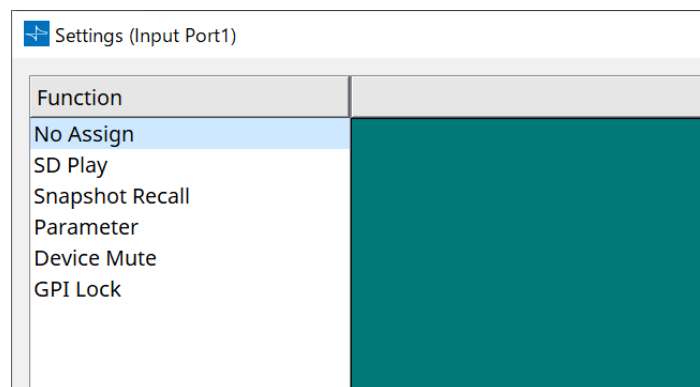 Settings (Input Port1)
Function
No Assign
SD Play
Snapshot Recall
Parameter
Device Mute
GPI Lock